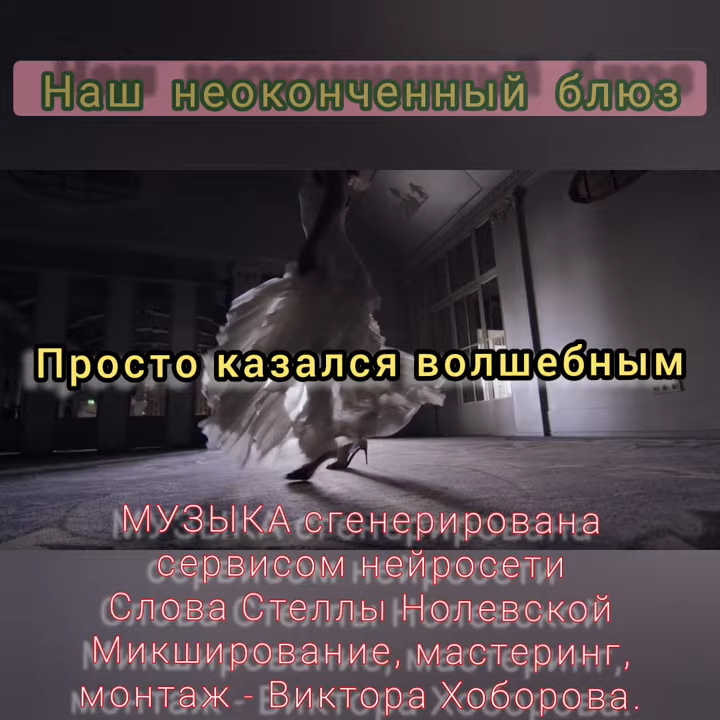 Наш неоконченный блюз
Просто казался волшебным
МУЗЫКА сгенерирована
сервисом нейросети
Слова Стеллы Нолевской
Микширование, мастеринг,
монтаж - Виктора Хоборова.